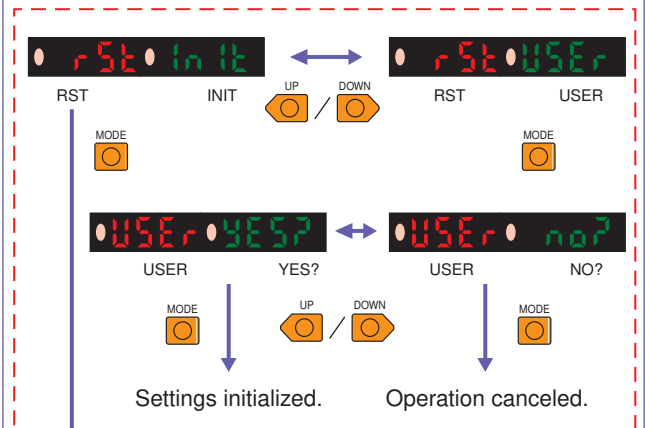 rSt InIt rSt USEr
UP DOWN
RST INIT RST USER
MODE MODE
USEr YES? USEr no?
USER YES? USER NO?
MODE UP DOWN MODE
Settings initialized. Operation canceled.